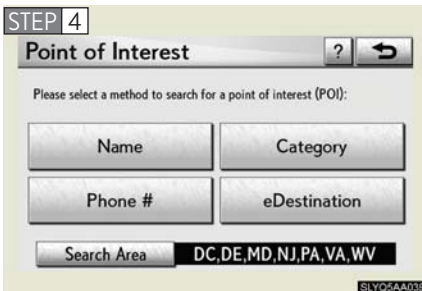 STEP 4
Point of Interest ?
Please select a method to search for a point of interest (POI):
Name Category
Phone # eDestination
Search Area DC,DE,MD,NJ,PA,VA,WV
SLYO5AA039